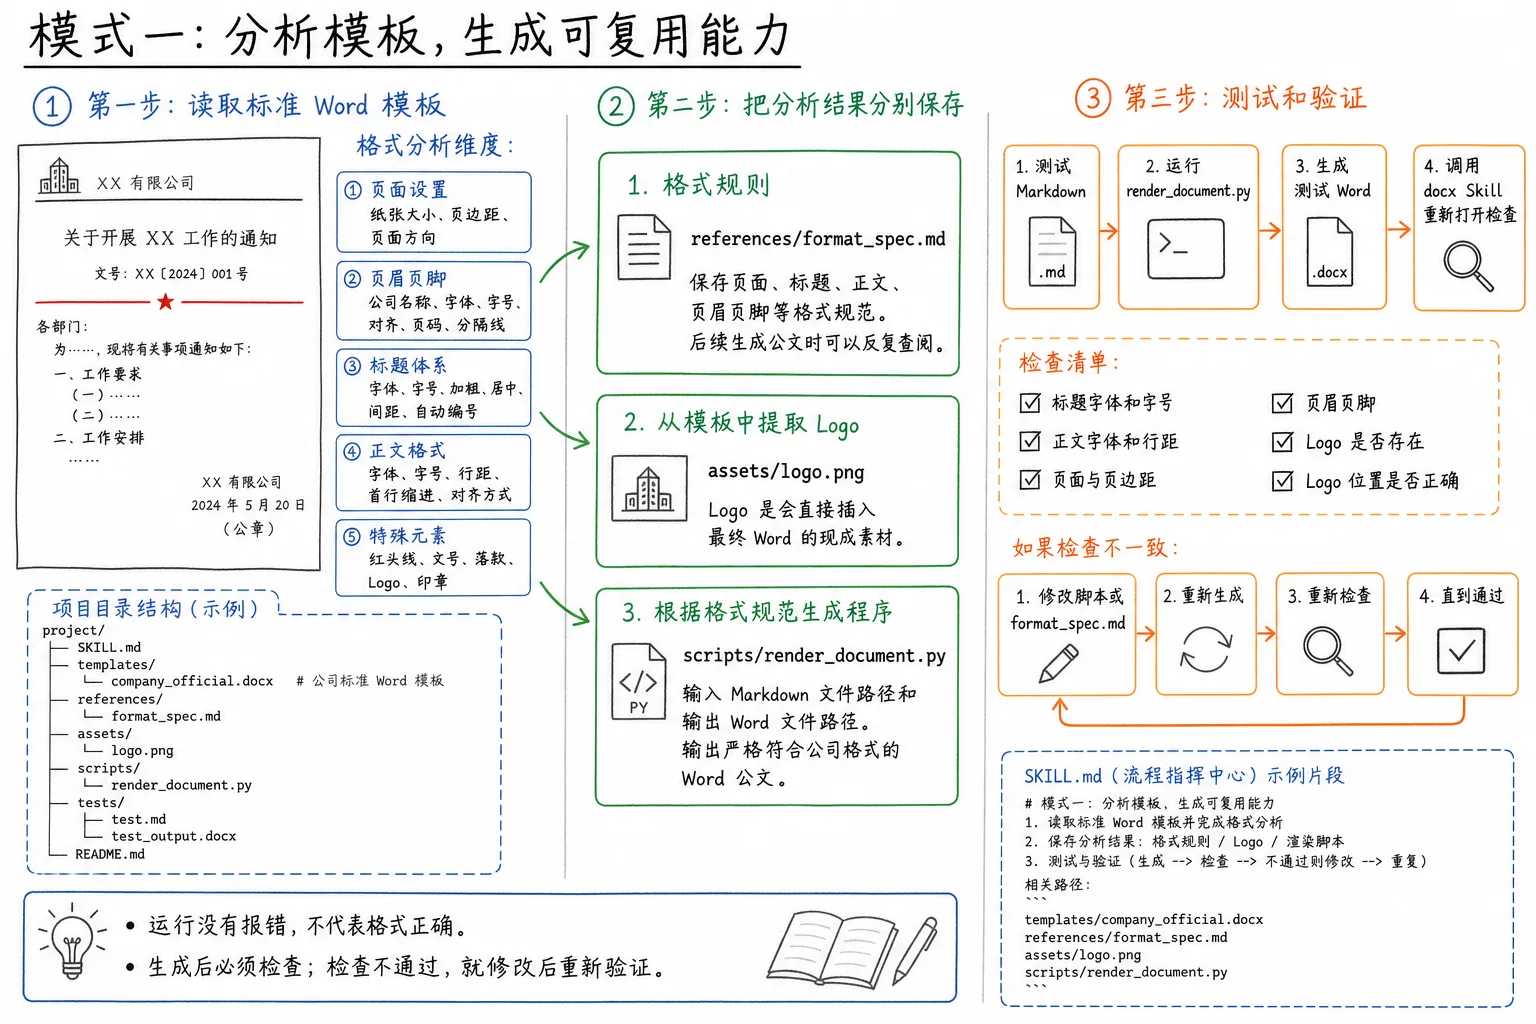 模式一：分析模板，生成可复用能力
① 第一步：读取标准 Word 模板
XX 有限公司
关于开展 XX 工作的通知
文号：XX〔2024〕001 号
各部门：
为……，现将有关事项通知如下：
一、工作要求
（一）……
（二）……
二、工作安排
……
XX 有限公司
2024 年 5 月 20 日
（公章）
格式分析维度：
① 页面设置
纸张大小、页边距、
页面方向
② 页眉页脚
公司名称、字体、字号、
对齐、页码、分隔线
③ 标题体系
字体、字号、加粗、居中、
间距、自动编号
④ 正文格式
字体、字号、行距、
首行缩进、对齐方式
⑤ 特殊元素
红头线、文号、落款、
Logo、印章
项目目录结构（示例）
project/
├── SKILL.md
├── templates/
│   └── company_official.docx   # 公司标准 Word 模板
├── references/
│   └── format_spec.md
├── assets/
│   └── logo.png
├── scripts/
│   └── render_document.py
├── tests/
│   ├── test.md
│   └── test_output.docx
└── README.md
② 第二步：把分析结果分别保存
1. 格式规则
references/format_spec.md
保存页面、标题、正文、
页眉页脚等格式规范。
后续生成公文时可以反复查阅。
2. 从模板中提取 Logo
assets/logo.png
Logo 是会直接插入
最终 Word 的现成素材。
3. 根据格式规范生成程序
</>
PY
scripts/render_document.py
输入 Markdown 文件路径和
输出 Word 文件路径。
输出严格符合公司格式的
Word 公文。
③ 第三步：测试和验证
1. 测试
Markdown
.md
2. 运行
render_document.py
>_
3. 生成
测试 Word
.docx
4. 调用
docx Skill
重新打开检查
检查清单：
☑ 标题字体和字号
☑ 页眉页脚
☑ 正文字体和行距
☑ Logo 是否存在
☑ 页面与页边距
☑ Logo 位置是否正确
如果检查不一致：
1. 修改脚本或
format_spec.md
2. 重新生成
3. 重新检查
4. 直到通过
SKILL.md（流程指挥中心）示例片段
# 模式一：分析模板、生成可复用能力
1. 读取标准 Word 模板并完成格式分析
2. 保存分析结果：格式规则 / Logo / 渲染脚本
3. 测试与验证（生成 --> 检查 --> 不通过则修改 --> 重复）
相关路径：
```
templates/company_official.docx
references/format_spec.md
assets/logo.png
scripts/render_document.py
```
• 运行没有报错，不代表格式正确。
• 生成后必须检查；检查不通过，就修改后重新验证。